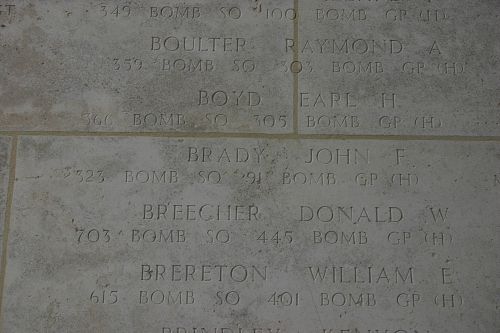 349 BOMB SQ 100 BOMB GP (H)
BOULTER RAYMOND A
359 BOMB SQ 303 BOMB GP (H)
BOYD EARL H
366 BOMB SQ 305 BOMB GP (H)
BRADY JOHN F
323 BOMB SQ 91 BOMB GP (H)
BREECHER DONALD W
703 BOMB SQ 445 BOMB GP (H)
BRERETON WILLIAM E
615 BOMB SQ 401 BOMB GP (H)
BRINDLEY